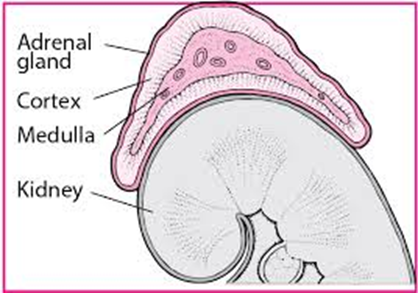 Adrenal
gland
Cortex
Medulla
Kidney